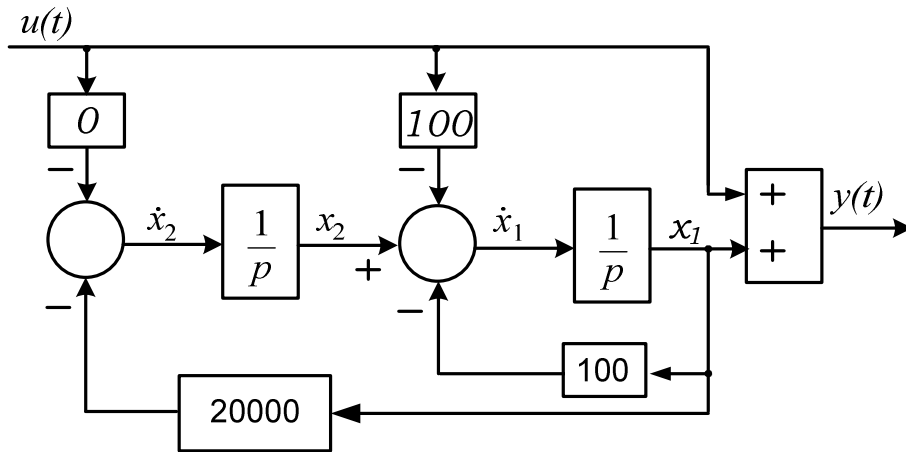 u(t)
0
100
−
−
+
y(t)
ẋ₂
1
p
x₂
ẋ₁
1
p
x₁
+
+
−
−
100
20000